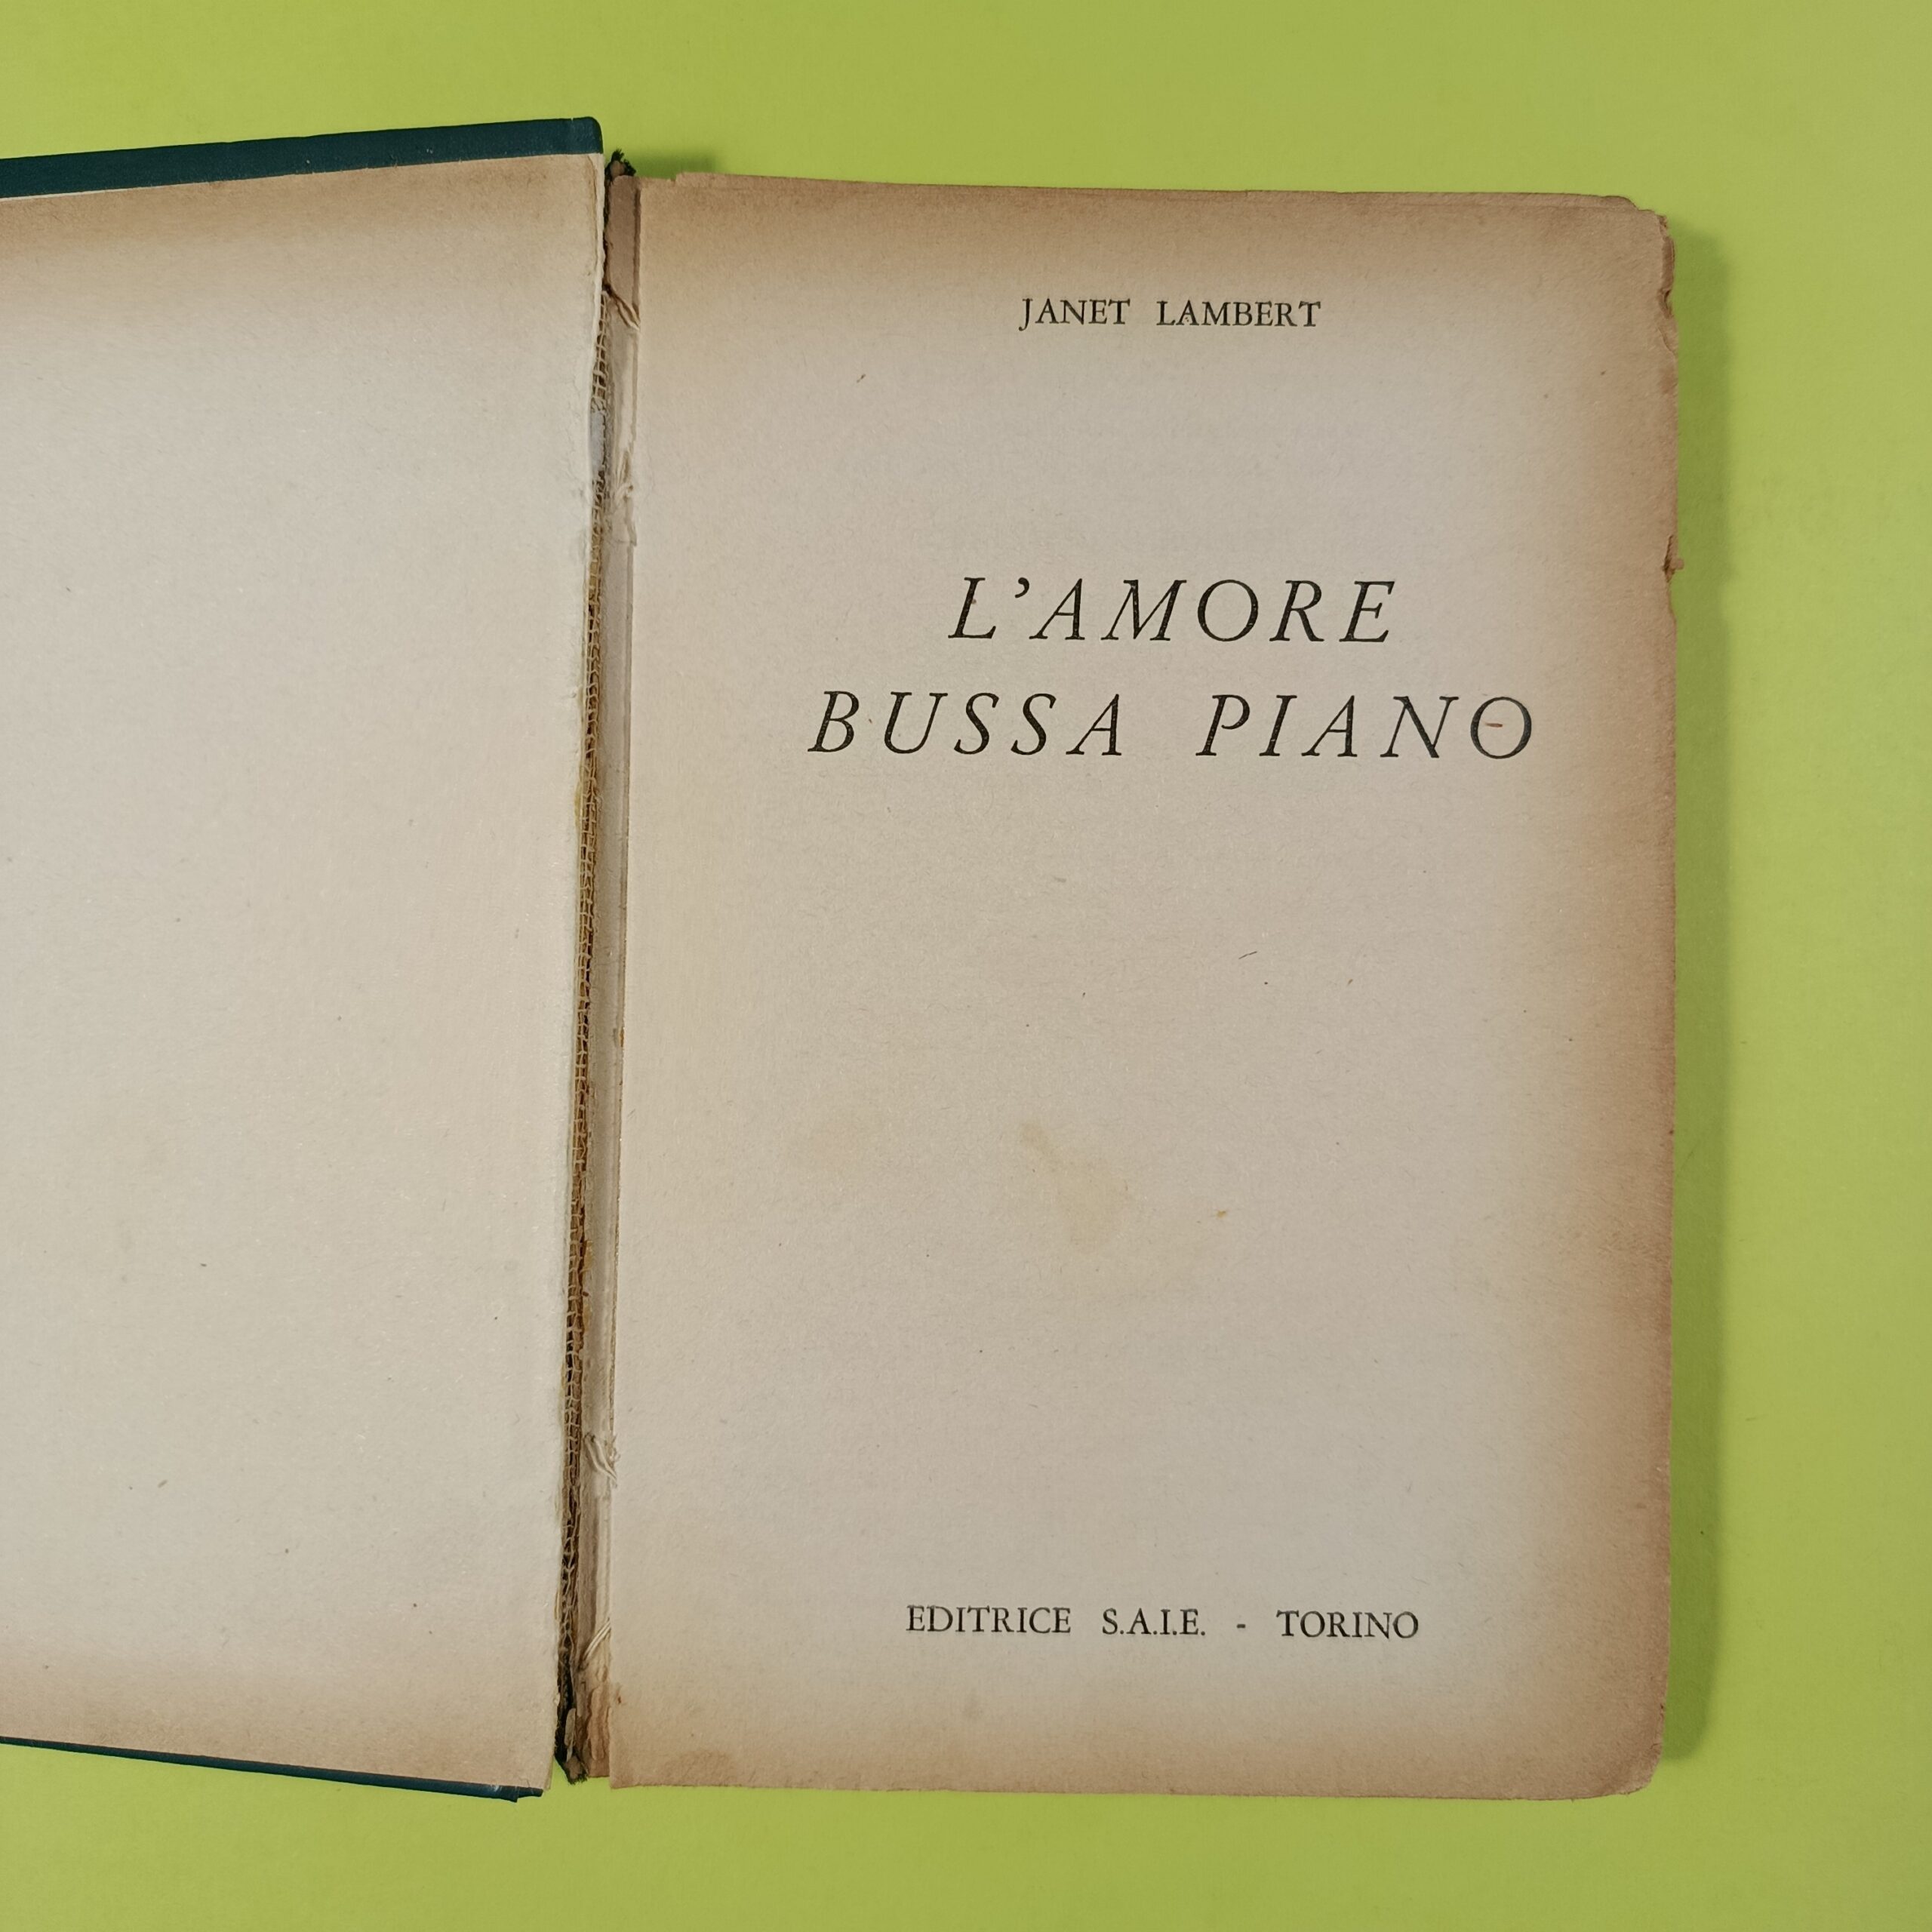 JANET LAMBERT
L'AMORE
BUSSA PIANO
EDITRICE S.A.I.E. - TORINO